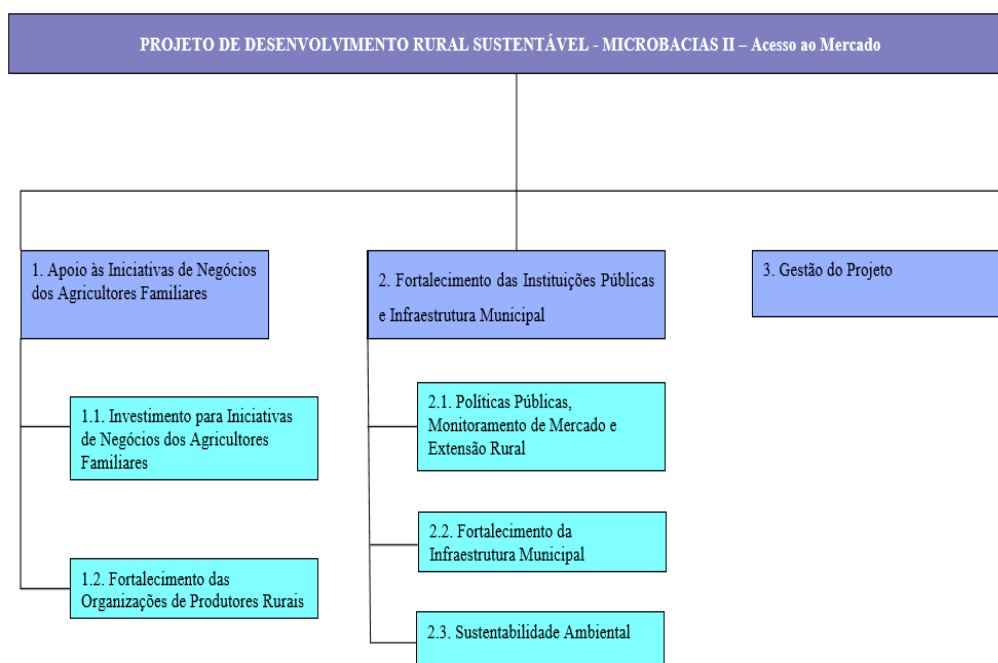 PROJETO DE DESENVOLVIMENTO RURAL SUSTENTÁVEL - MICROBACIAS II – Acesso ao Mercado
1. Apoio às Iniciativas de Negócios
dos Agricultores Familiares
1.1. Investimento para Iniciativas
de Negócios dos Agricultores
Familiares
1.2. Fortalecimento das
Organizações de Produtores Rurais
2. Fortalecimento das Instituições Públicas
e Infraestrutura Municipal
2.1. Políticas Públicas,
Monitoramento de Mercado e
Extensão Rural
2.2. Fortalecimento da
Infraestrutura Municipal
2.3. Sustentabilidade Ambiental
3. Gestão do Projeto